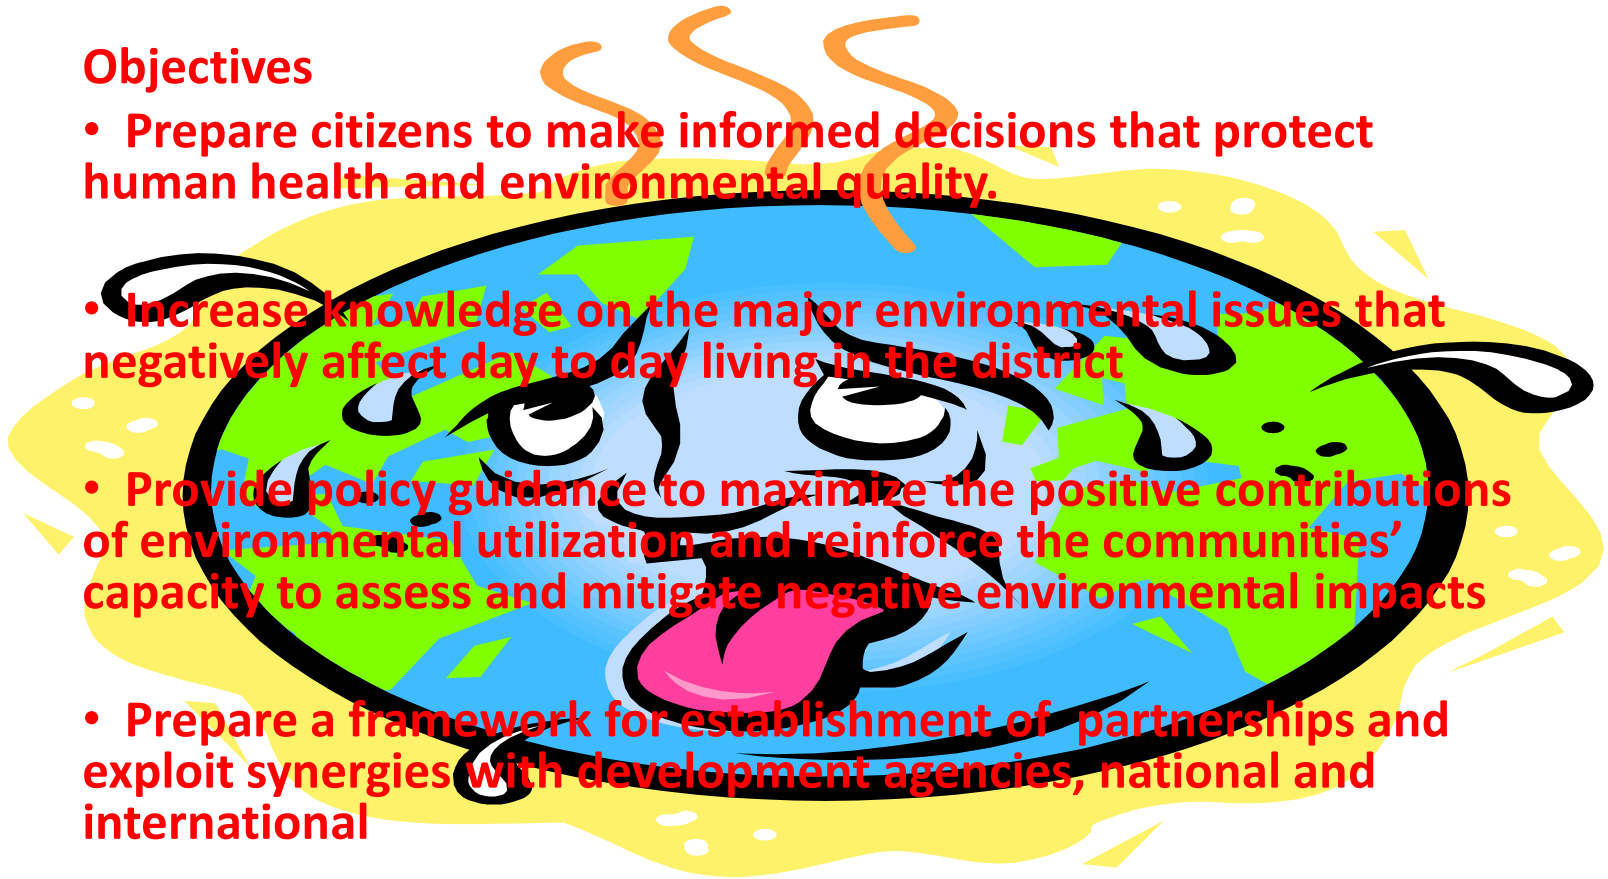 Objectives
• Prepare citizens to make informed decisions that protect
human health and environmental quality.
• Increase knowledge on the major environmental issues that
negatively affect day to day living in the district
• Provide policy guidance to maximize the positive contributions
of environmental utilization and reinforce the communities’
capacity to assess and mitigate negative environmental impacts
• Prepare a framework for establishment of  partnerships and
exploit synergies with development agencies, national and
international